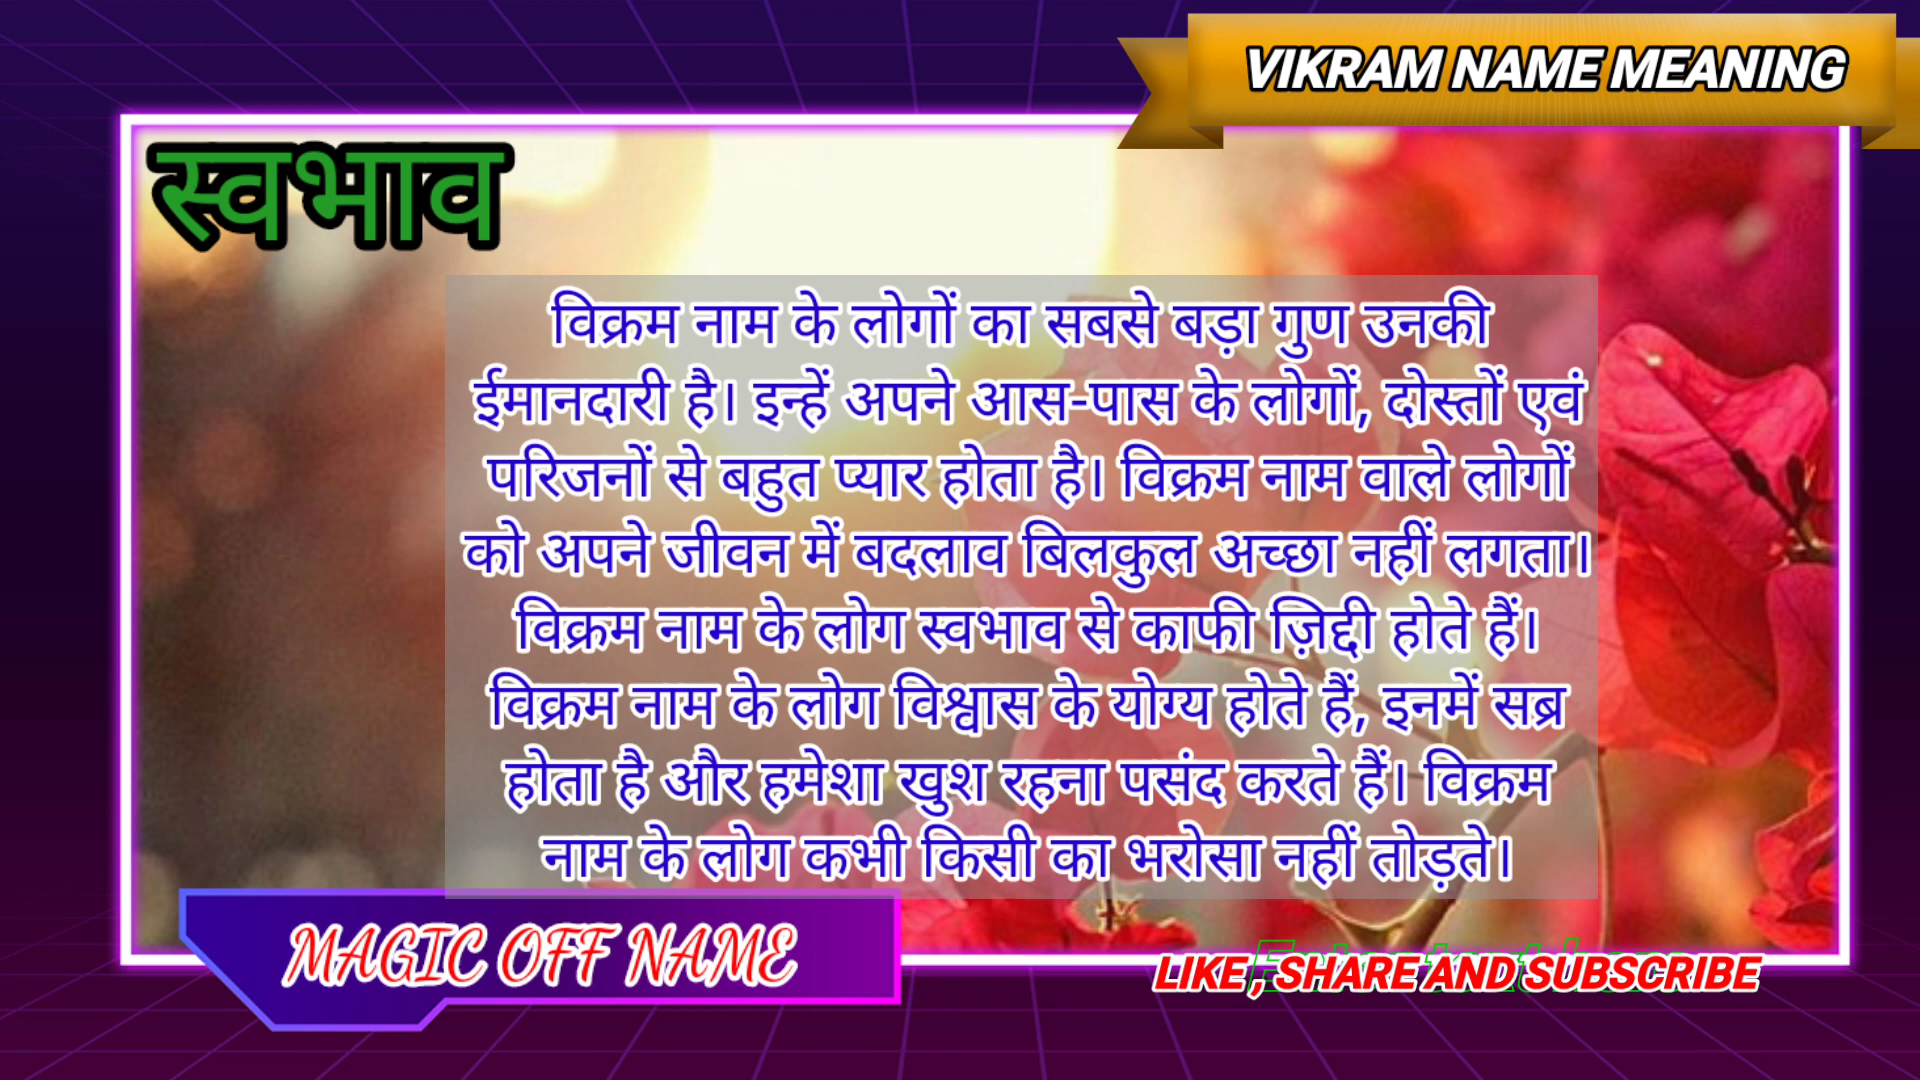 VIKRAM NAME MEANING
स्वभाव
विक्रम नाम के लोगों का सबसे बड़ा गुण उनकी
ईमानदारी है। इन्हें अपने आस-पास के लोगों, दोस्तों एवं
परिजनों से बहुत प्यार होता है। विक्रम नाम वाले लोगों
को अपने जीवन में बदलाव बिलकुल अच्छा नहीं लगता।
विक्रम नाम के लोग स्वभाव से काफी ज़िद्दी होते हैं।
विक्रम नाम के लोग विश्वास के योग्य होते हैं, इनमें सब्र
होता है और हमेशा खुश रहना पसंद करते हैं। विक्रम
नाम के लोग कभी किसी का भरोसा नहीं तोड़ते।
MAGIC OFF NAME
LIKE , SHARE AND SUBSCRIBE